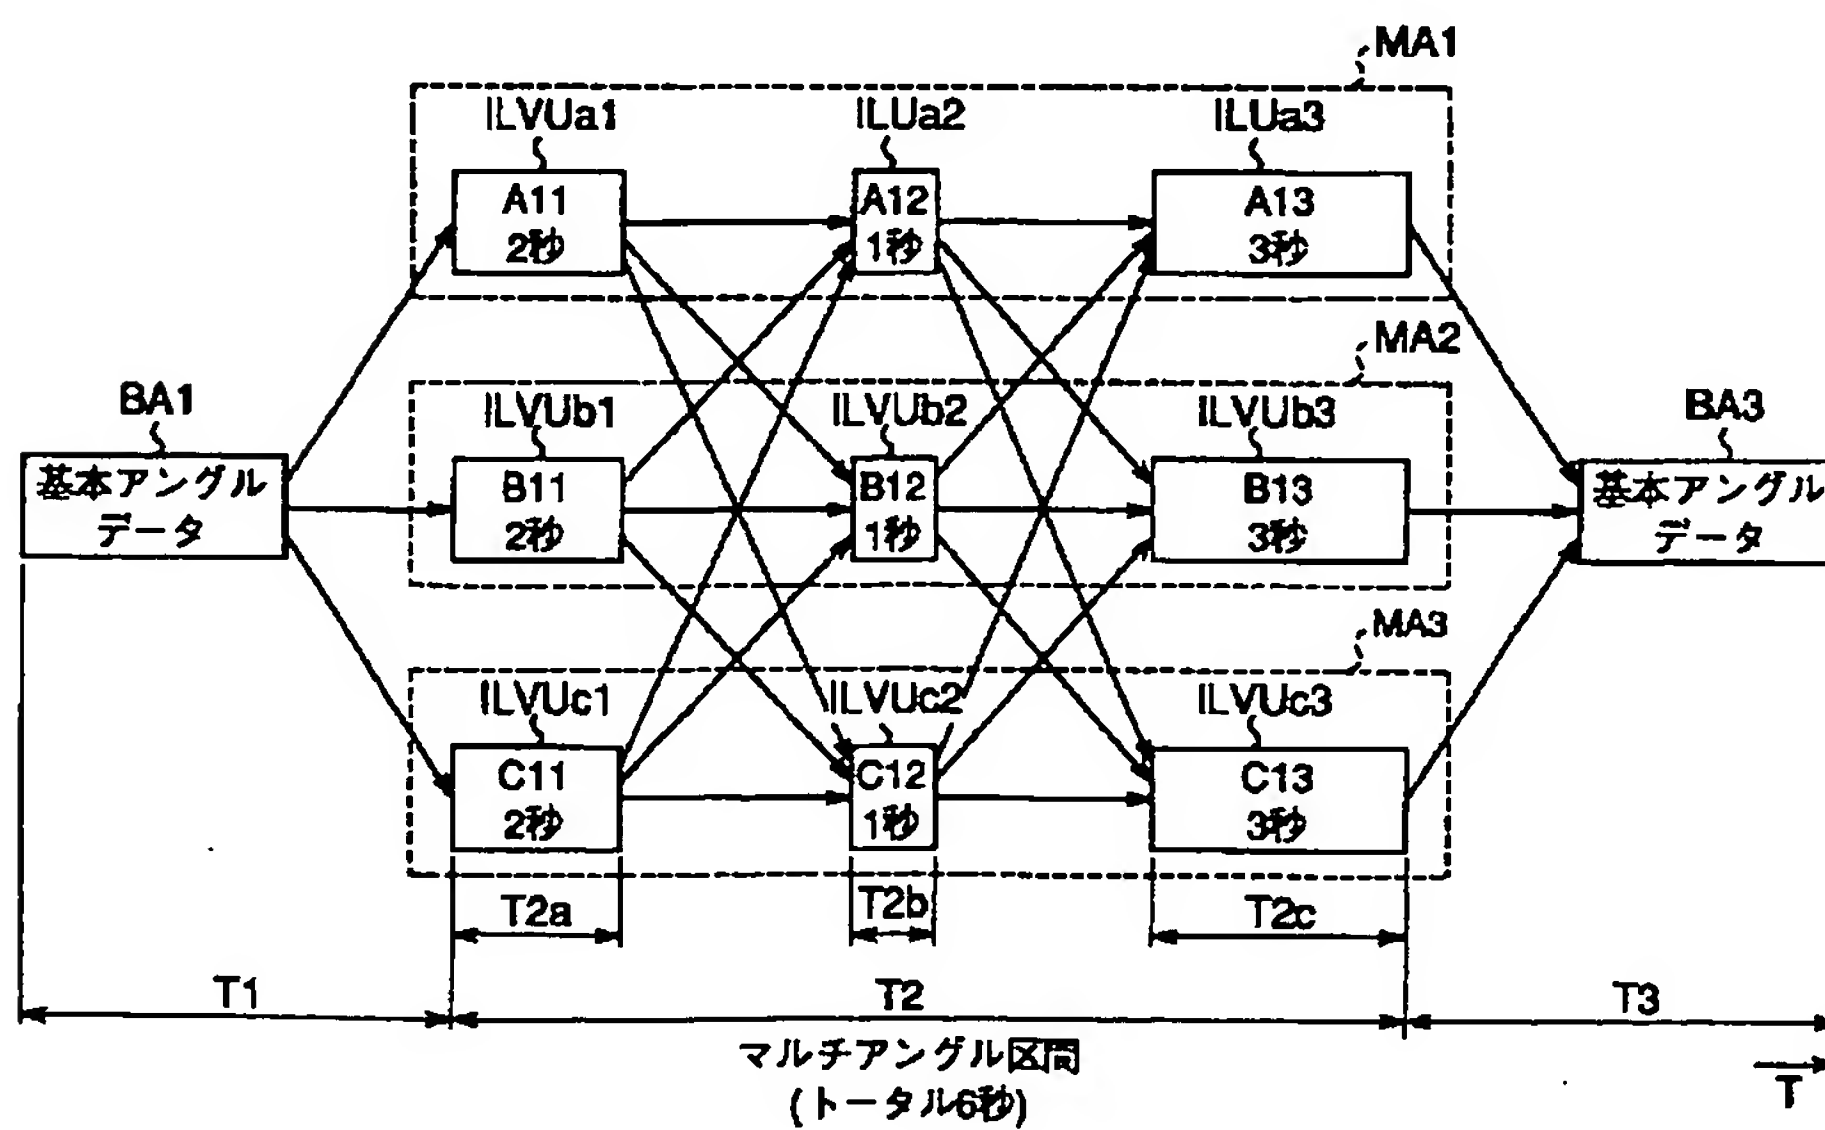 MA1
ILVUa1
ILUa2
ILUa3
A11
2秒
A12
1秒
A13
3秒
MA2
BA1
ILVUb1
ILVUb2
ILVUb3
BA3
基本アングル
データ
B11
2秒
B12
1秒
B13
3秒
基本アングル
データ
MA3
ILVUc1
ILVUc2
ILVUc3
C11
2秒
C12
1秒
C13
3秒
T2a
T2b
T2c
T1
T2
T3
マルチアングル区間
(トータル6秒)
T